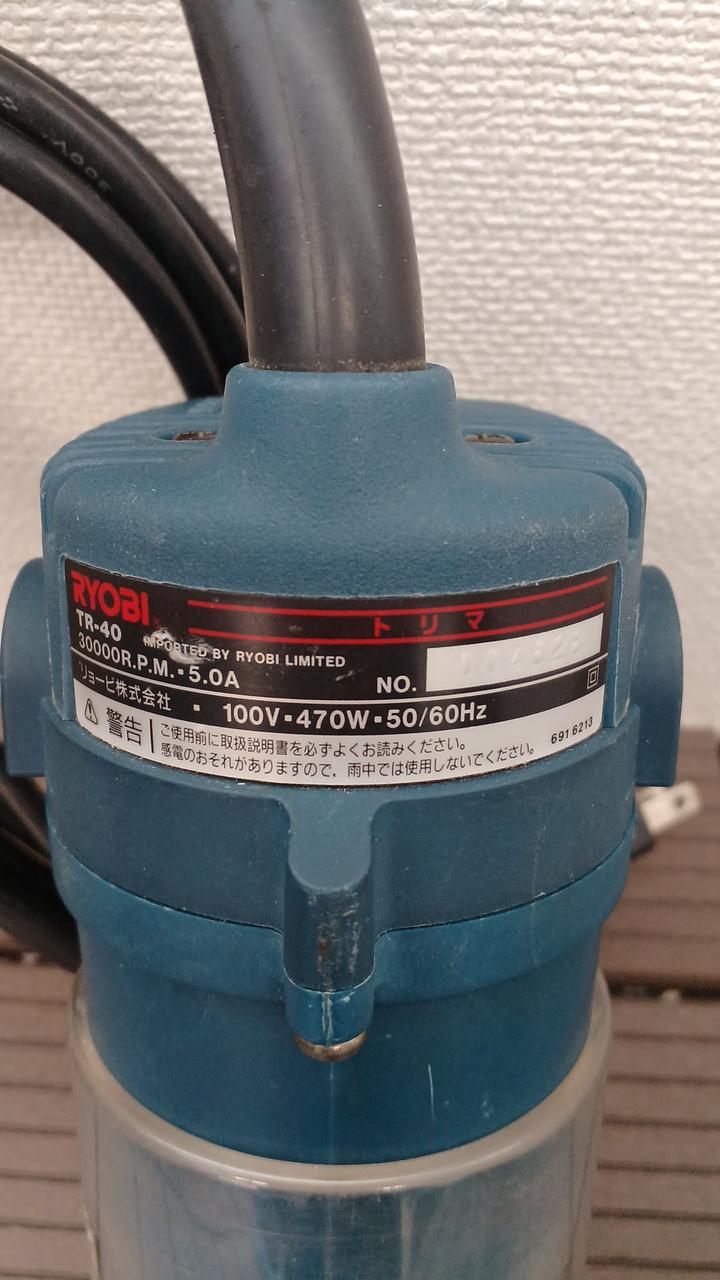 RYOBI
トリマ
TR-40
IMPORTED BY RYOBI LIMITED
30000R.P.M.・5.0A
NO.
リョービ株式会社 ・ 100V・470W・50/60Hz
警告
ご使用前に取扱説明書を必ずよくお読みください。
感電のおそれがありますので,雨中では使用しないでください。
6916213